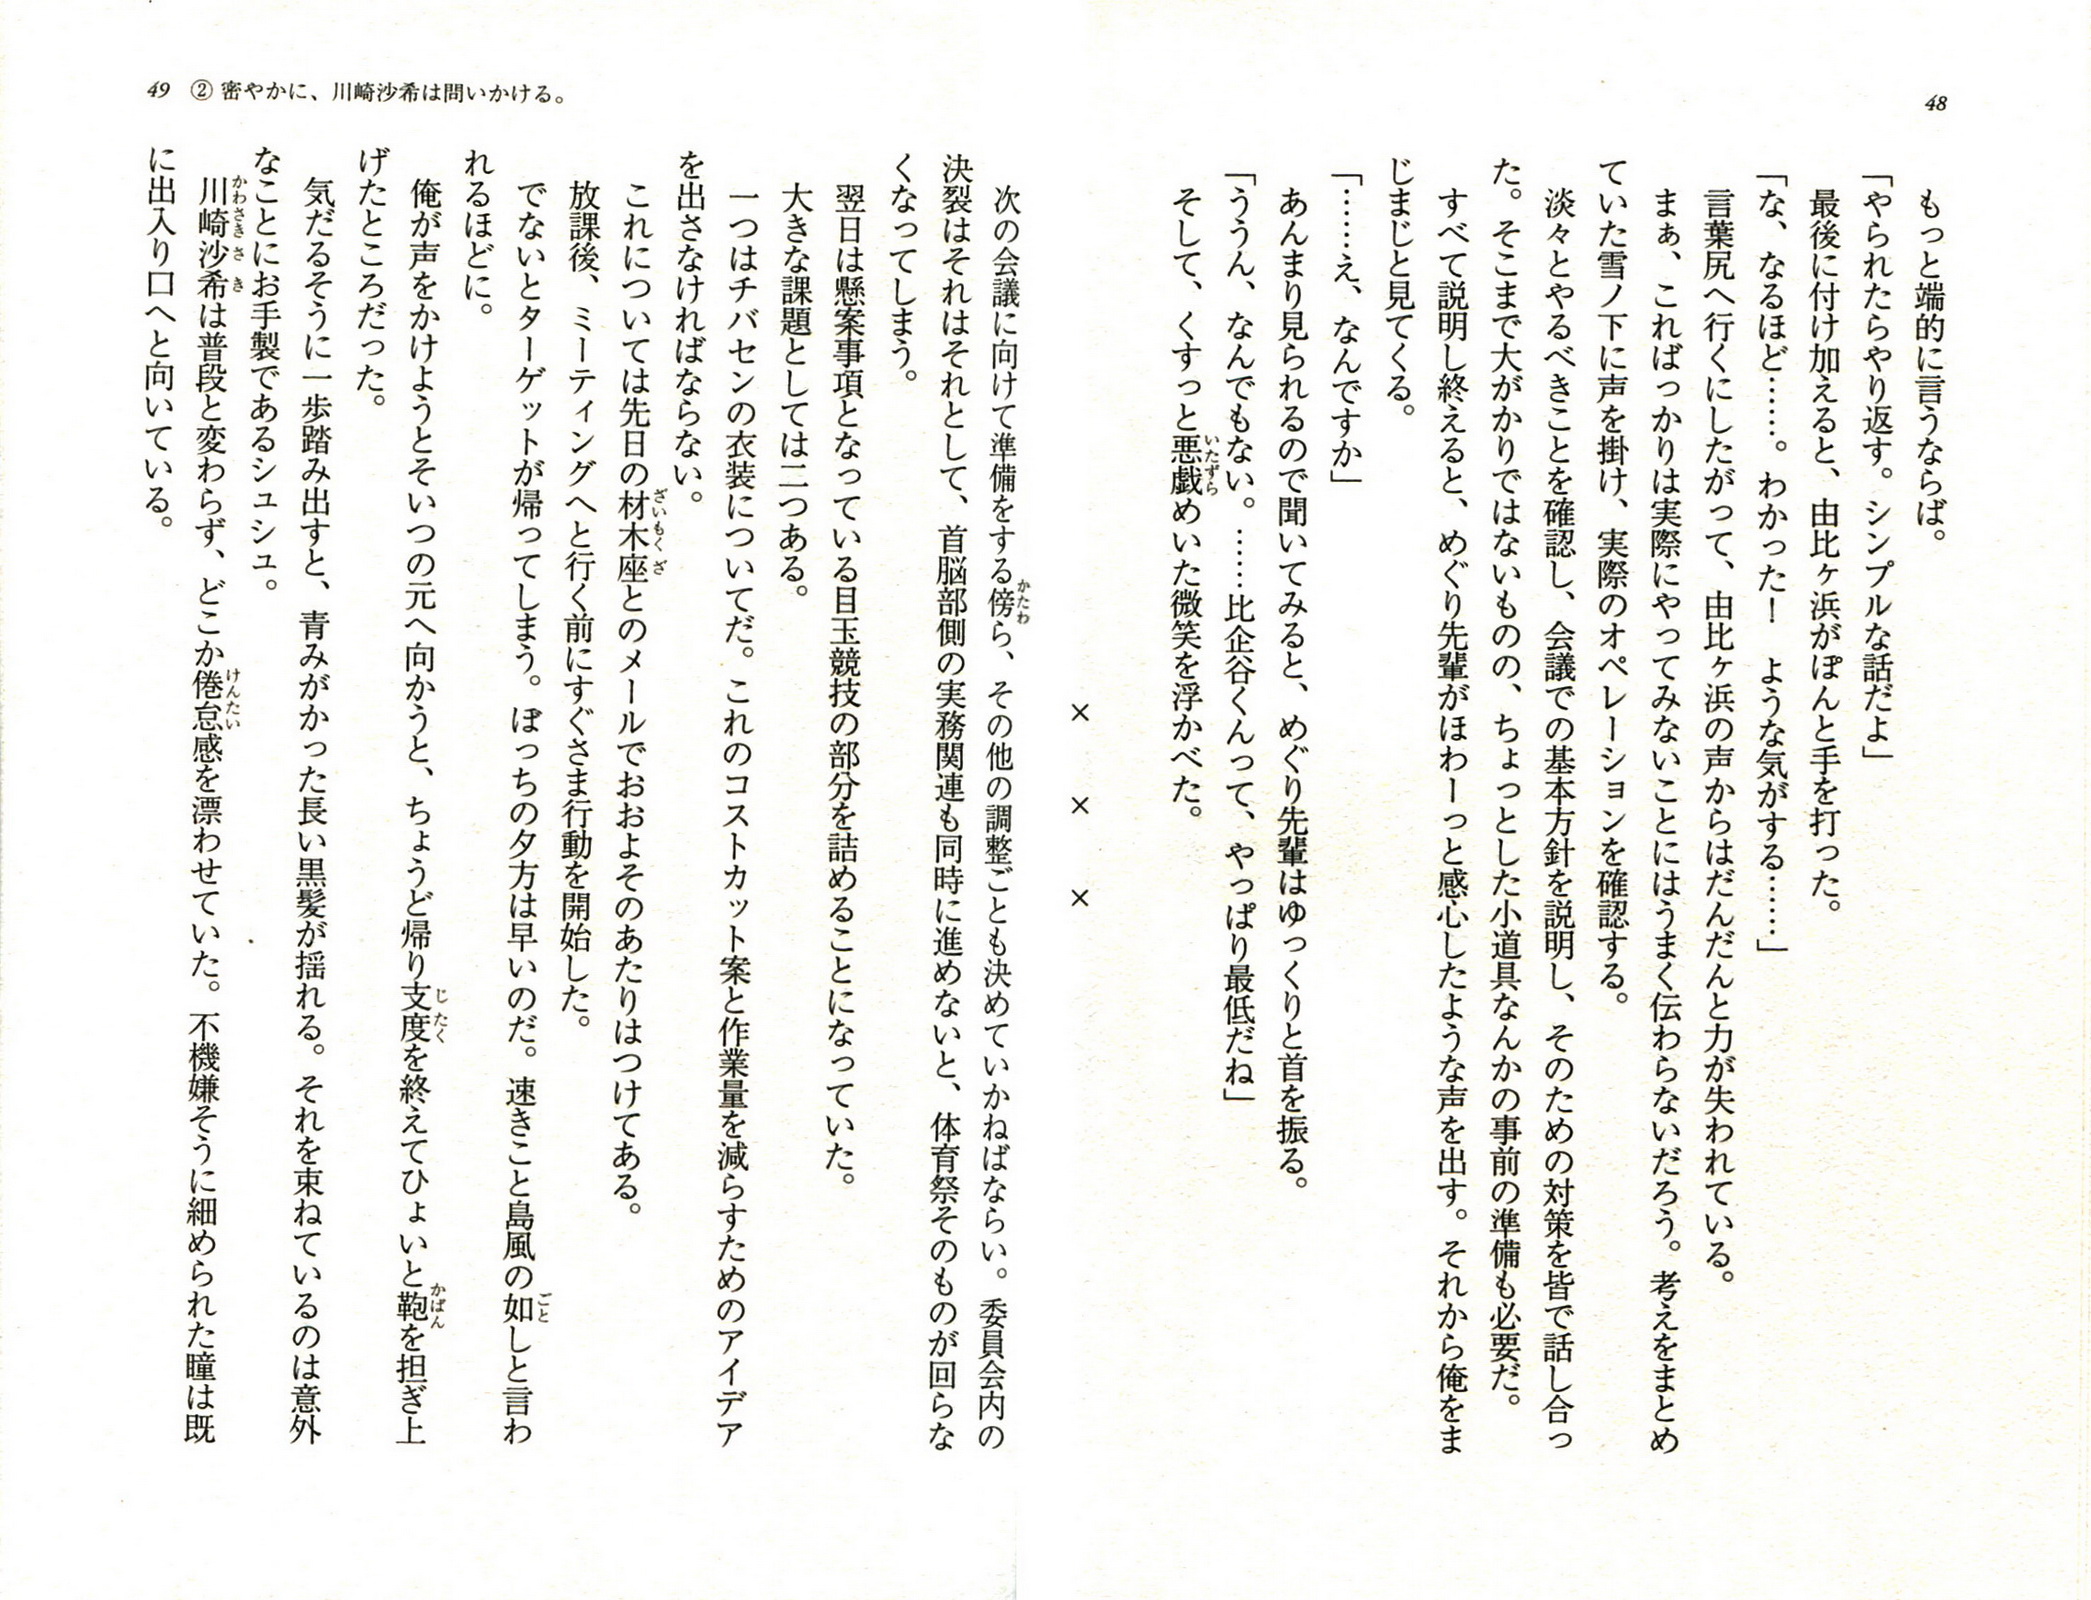 48
もっと端的に言うならば。
「やられたらやり返す。シンプルな話だよ」
最後に付け加えると、由比ヶ浜がぽんと手を打った。
「な、なるほど……。わかった！　ような気がする……」
言葉尻へ行くにしたがって、由比ヶ浜の声からはだんだんと力が失われている。
まぁ、こればっかりは実際にやってみないことにはうまく伝わらないだろう。考えをまとめ
ていた雪ノ下に声を掛け、実際のオペレーションを確認する。
淡々とやるべきことを確認し、会議での基本方針を説明し、そのための対策を皆で話し合っ
た。そこまで大がかりではないものの、ちょっとした小道具なんかの事前の準備も必要だ。
すべて説明し終えると、めぐり先輩がほわーっと感心したような声を出す。それから俺をま
じまじと見てくる。
「……え、なんですか」
あんまり見られるので聞いてみると、めぐり先輩はゆっくりと首を振る。
「ううん、なんでもない。……比企谷くんって、やっぱり最低だね」
そして、くすっと悪戯めいた微笑を浮かべた。
いたずら
×　×　×
49 ② 密やかに、川崎沙希は問いかける。
次の会議に向けて準備をする傍ら、その他の調整ごとも決めていかねばならい。委員会内の
かたわ
決裂はそれはそれとして、首脳部側の実務関連も同時に進めないと、体育祭そのものが回らな
くなってしまう。
翌日は懸案事項となっている目玉競技の部分を詰めることになっていた。
大きな課題としては二つある。
一つはチバセンの衣装についてだ。これのコストカット案と作業量を減らすためのアイデア
を出さなければならない。
これについては先日の材木座とのメールでおおよそのあたりはつけてある。
ざいもくざ
放課後、ミーティングへと行く前にすぐさま行動を開始した。
でないとターゲットが帰ってしまう。ぼっちの夕方は早いのだ。速きこと島風の如しと言わ
ごと
れるほどに。
俺が声をかけようとそいつの元へ向かうと、ちょうど帰り支度を終えてひょいと鞄を担ぎ上
じたく
かばん
げたところだった。
気だるそうに一歩踏み出すと、青みがかった長い黒髪が揺れる。それを束ねているのは意外
なことにお手製であるシュシュ。
川崎沙希は普段と変わらず、どこか倦怠感を漂わせていた。不機嫌そうに細められた瞳は既
かわさきさき
けんたい
に出入り口へと向いている。